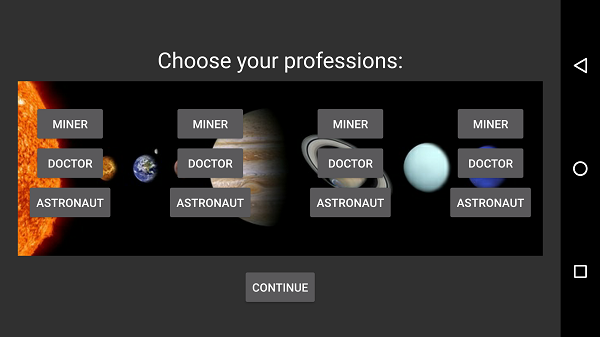 Choose your professions:
MINER MINER MINER MINER
DOCTOR DOCTOR DOCTOR DOCTOR
ASTRONAUT ASTRONAUT ASTRONAUT ASTRONAUT
CONTINUE